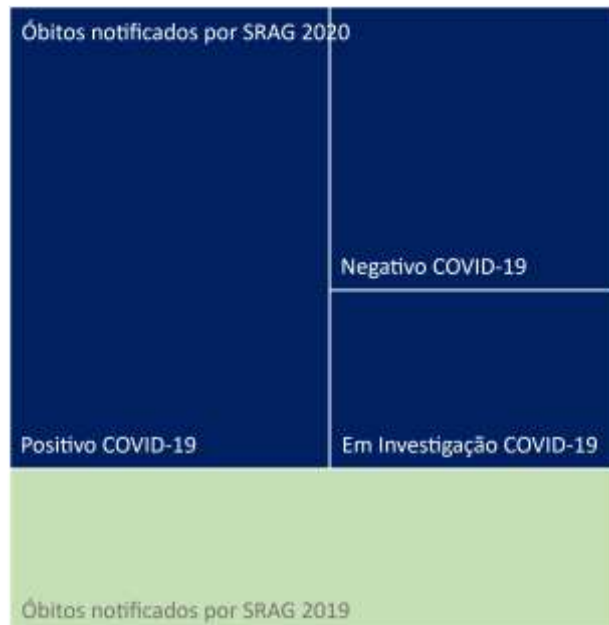 Óbitos notificados por SRAG 2020
Negativo COVID-19
Positivo COVID-19
Em Investigação COVID-19
Óbitos notificados por SRAG 2019